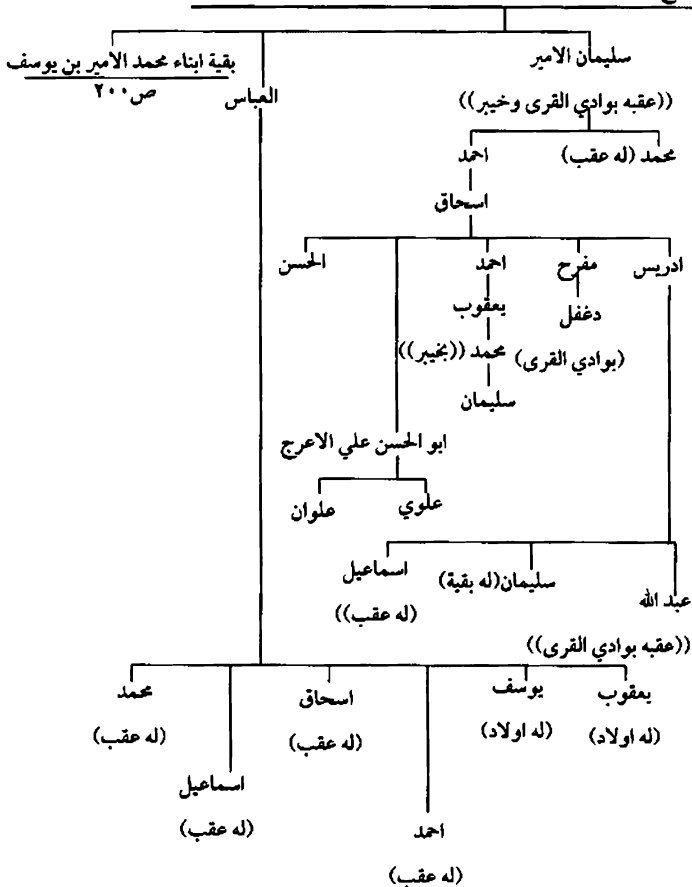 سليمان الامير
بقية ابناء محمد الامير بن يوسف
ص٢٠٠
العباس
((عقبه بوادي القرى وخيبر))
محمد (له عقب)
احمد
اسحاق
ادريس
مفرح
احمد
الحسن
دغفل
يعقوب
(بوادي القرى)
محمد ((بخيبر))
سليمان
ابو الحسن علي الاعرج
علوي
علوان
عبد الله
سليمان(له بقية)
اسماعيل
(له عقب))
((عقبه بوادي القرى))
يعقوب
يوسف
اسحاق
محمد
(له اولاد)
(له اولاد)
(له عقب)
(له عقب)
اسماعيل
(له عقب)
احمد
(له عقب)